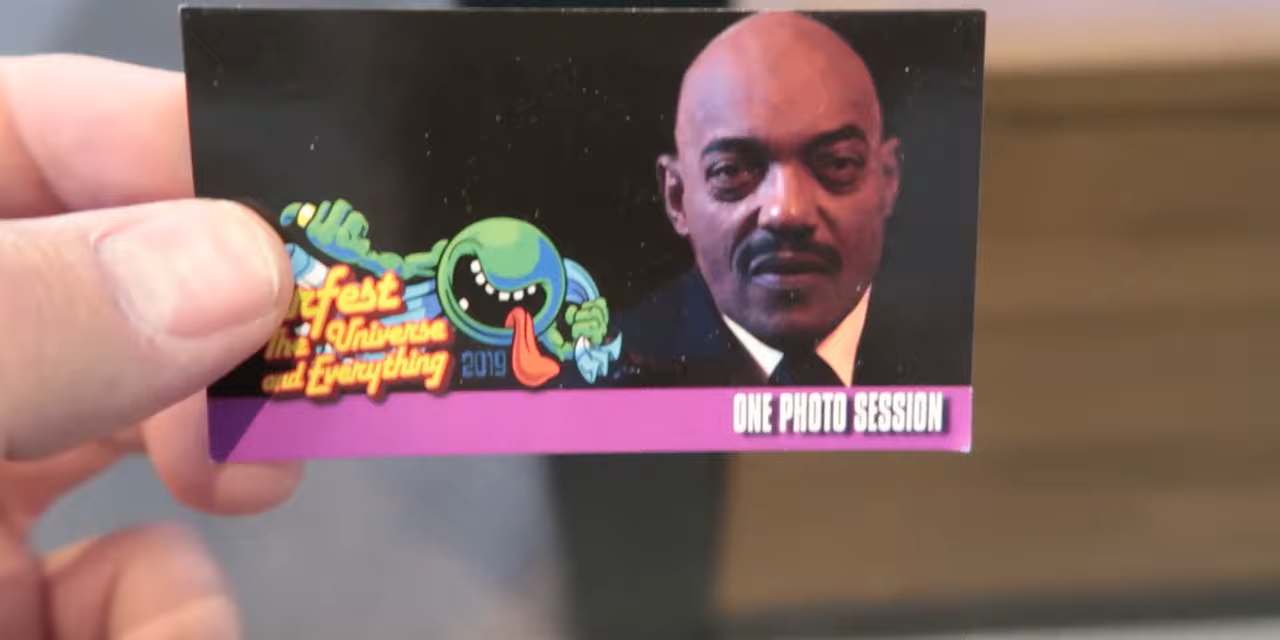 rfest
The Universe
and Everything
2019
ONE PHOTO SESSION